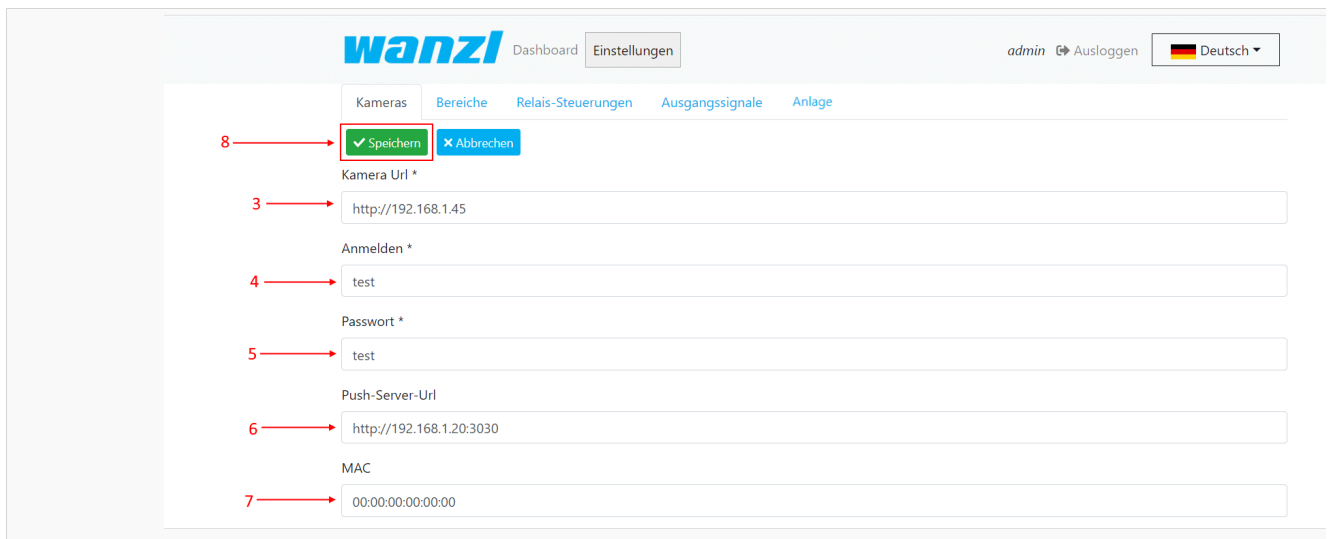 wanzl Dashboard Einstellungen admin Ausloggen Deutsch
Kameras Bereiche Relais-Steuerungen Ausgangssignale Anlage
8 Speichern Abbrechen
Kamera Url *
3 http://192.168.1.45
Anmelden *
4 test
Passwort *
5 test
Push-Server-Url
6 http://192.168.1.20:3030
MAC
7 00:00:00:00:00:00